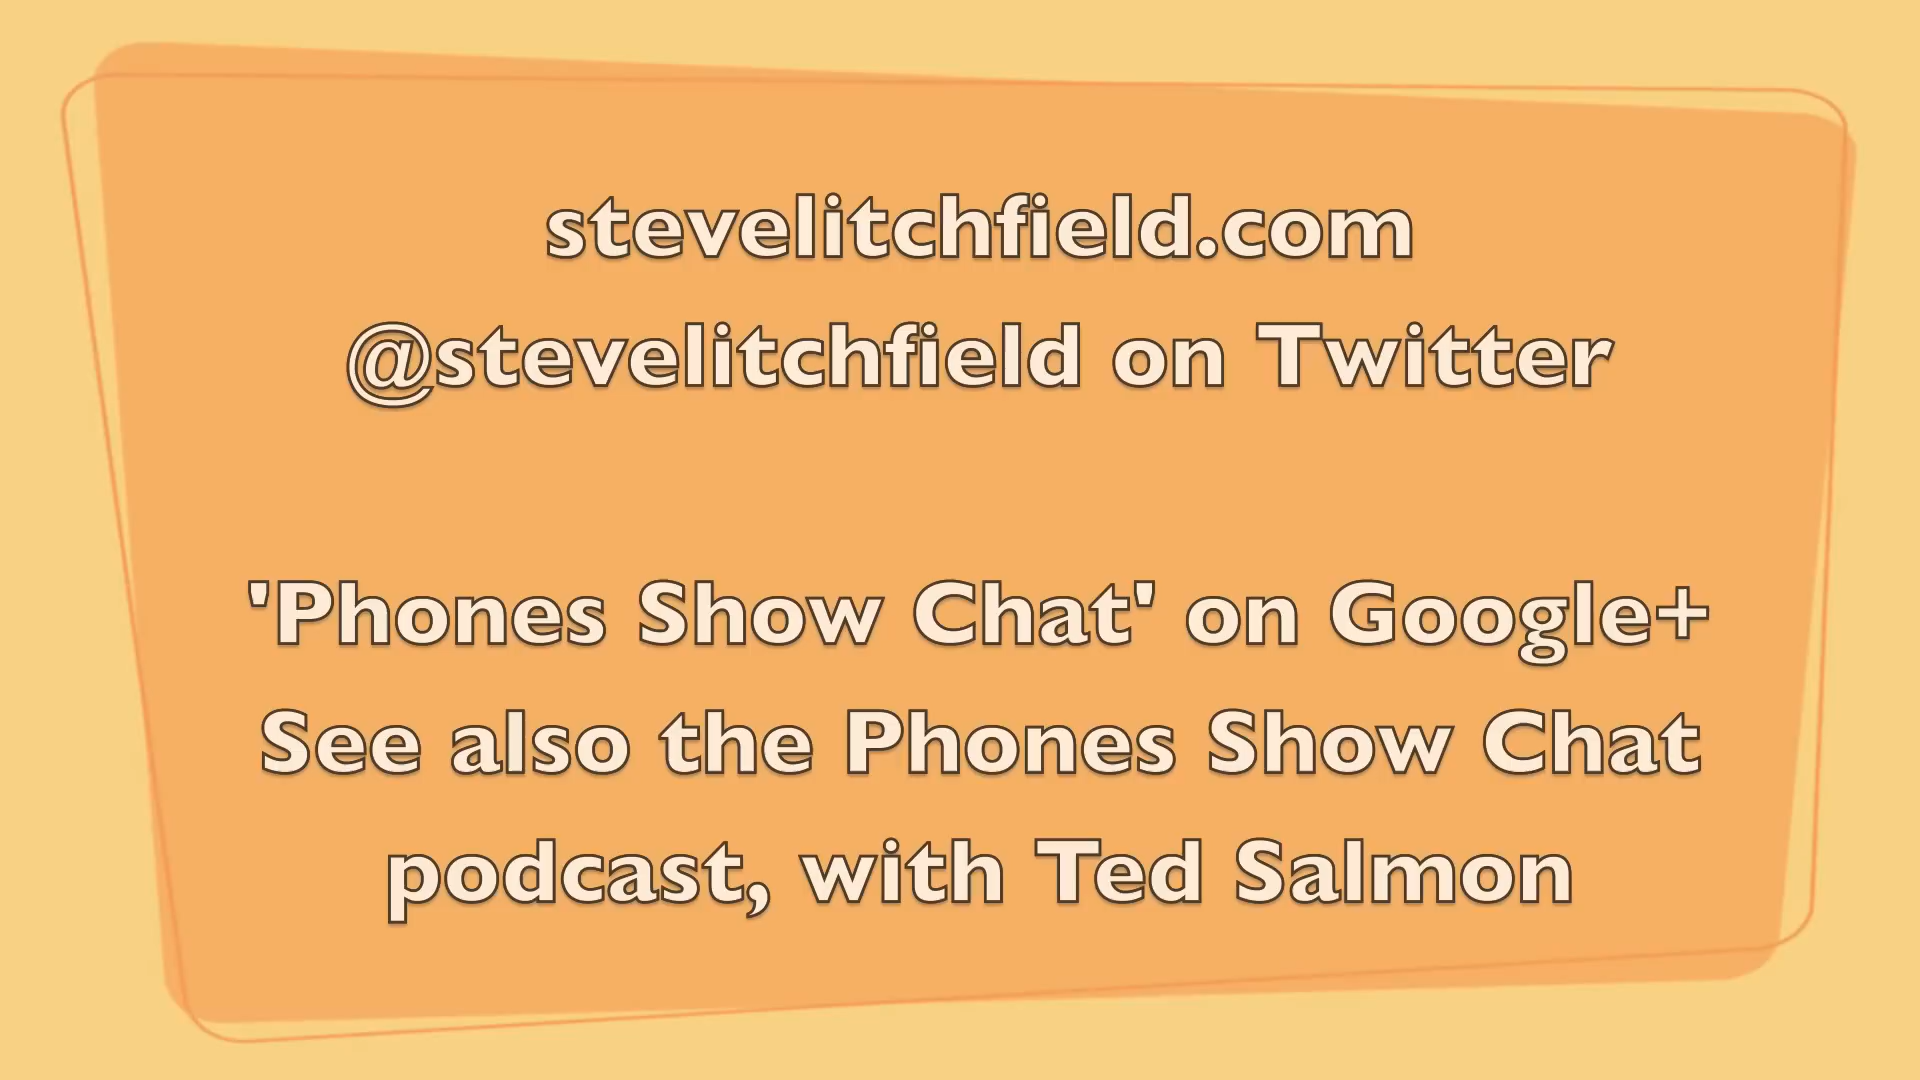 stevelitchfield.com
@stevelitchfield on Twitter
'Phones Show Chat' on Google+
See also the Phones Show Chat
podcast, with Ted Salmon